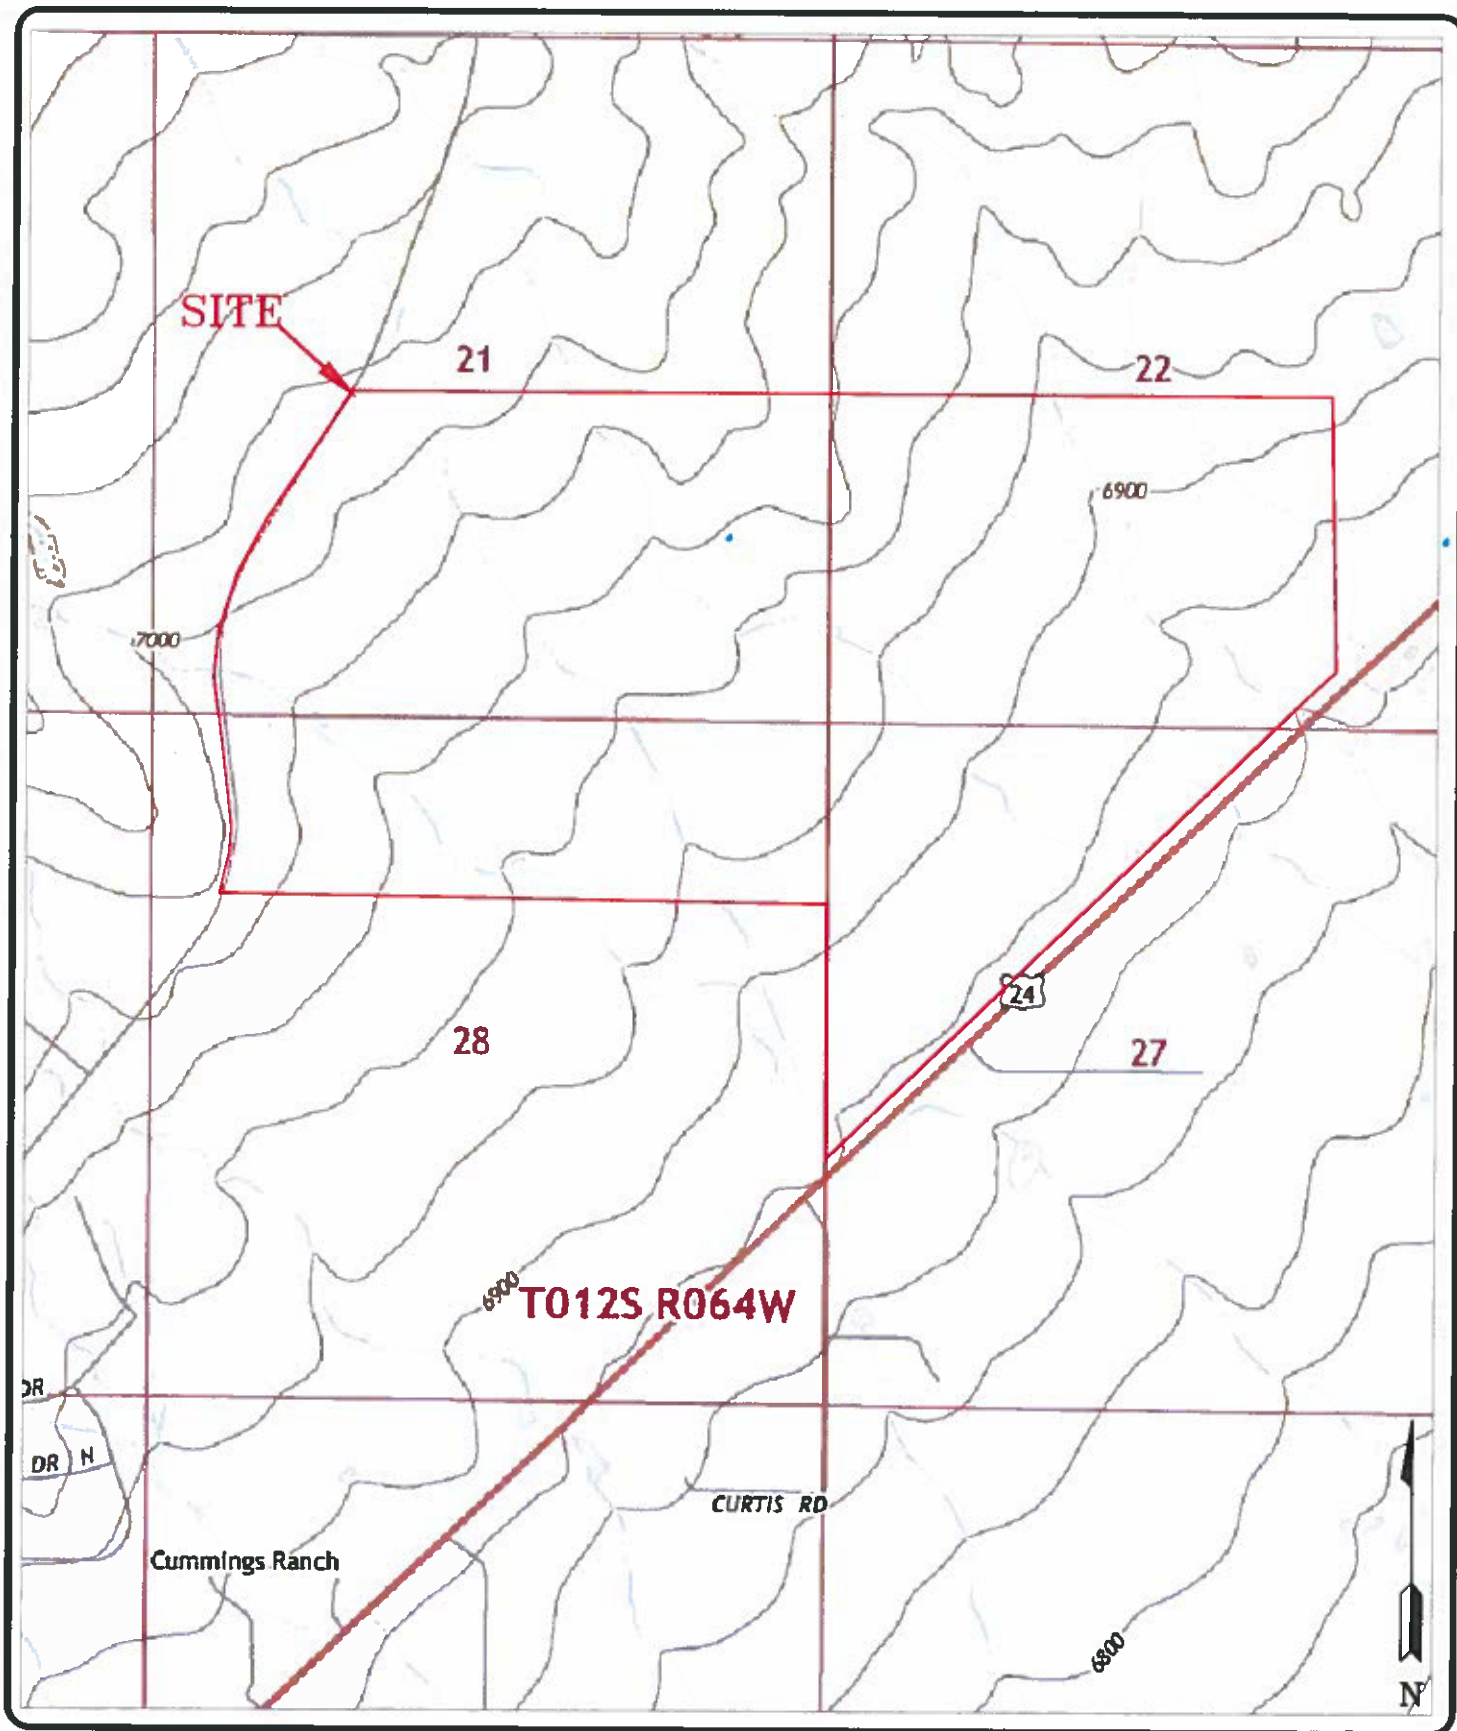 SITE
21
22
6900
7000
24
28
27
6900
T012S R064W
DR
DR N
CURTIS RD
Cummings Ranch
6800
N